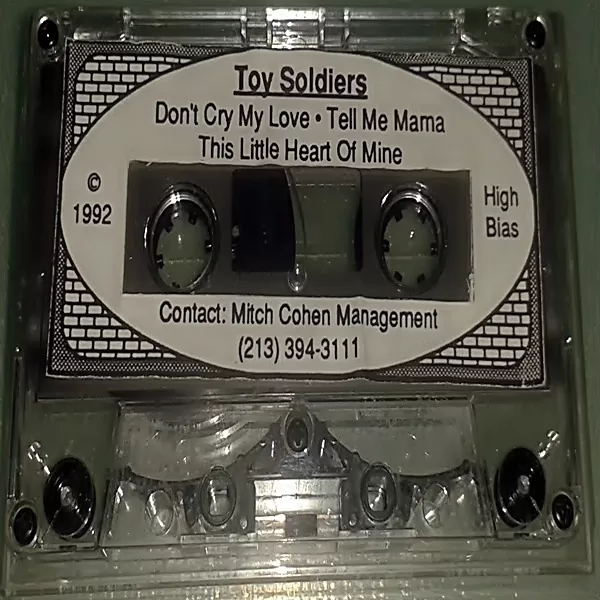 Toy Soldiers
Don't Cry My Love • Tell Me Mama
This Little Heart Of Mine
©
1992
High
Bias
Contact: Mitch Cohen Management
(213) 394-3111